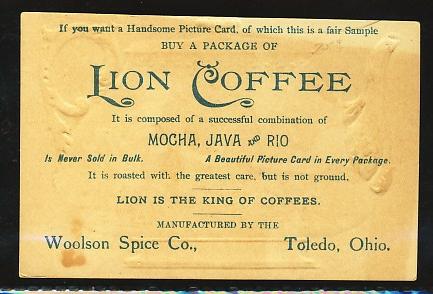 If you want a Handsome Picture Card, of which this is a fair Sample
BUY A PACKAGE OF
LION COFFEE
It is composed of a successful combination of
MOCHA, JAVA AND RIO
Is Never Sold in Bulk. A Beautiful Picture Card in Every Package.
It is roasted with the greatest care, but is not ground.
LION IS THE KING OF COFFEES.
MANUFACTURED BY THE
Woolson Spice Co., Toledo, Ohio.